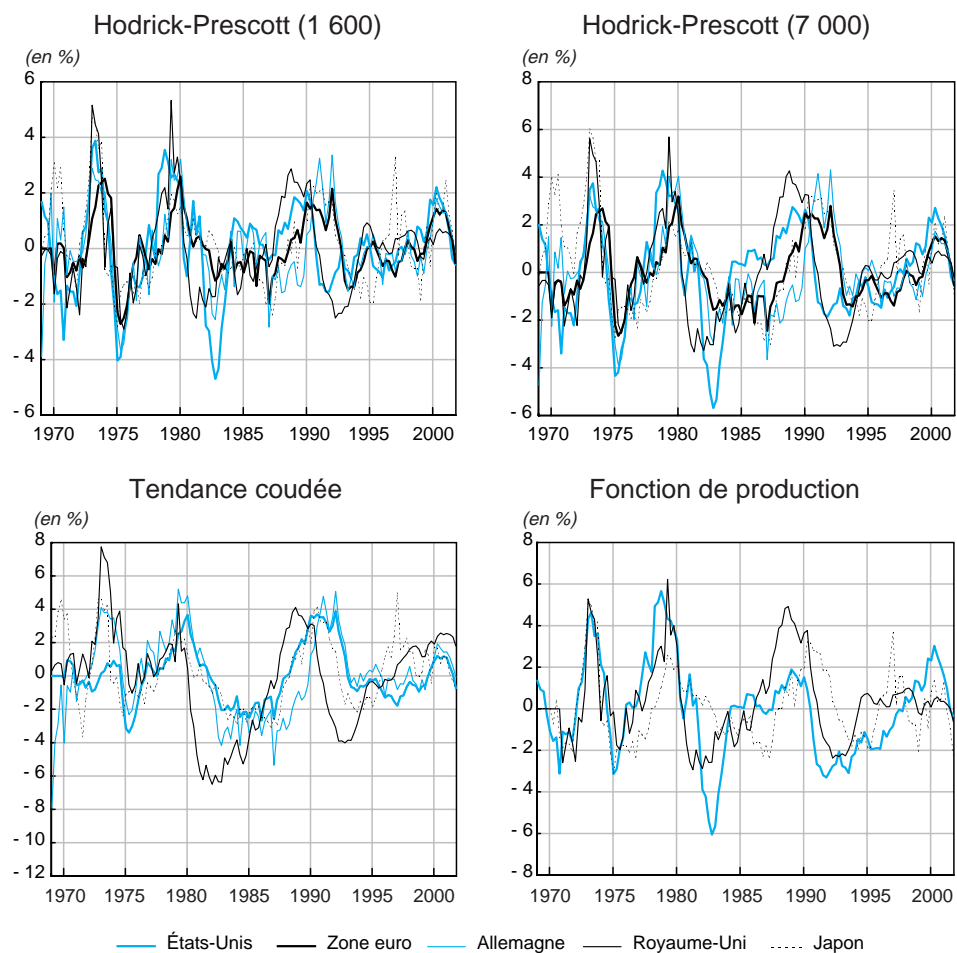 Hodrick-Prescott (1 600)
(en %)
6
4
2
0
- 2
- 4
- 6
1970 1975 1980 1985 1990 1995 2000
Hodrick-Prescott (7 000)
(en %)
8
6
4
2
0
- 2
- 4
- 6
1970 1975 1980 1985 1990 1995 2000
Tendance coudée
(en %)
8
6
4
2
0
- 2
- 4
- 6
- 8
- 10
- 12
1970 1975 1980 1985 1990 1995 2000
Fonction de production
(en %)
8
6
4
2
0
- 2
- 4
- 6
- 8
1970 1975 1980 1985 1990 1995 2000
États-Unis Zone euro Allemagne Royaume-Uni Japon